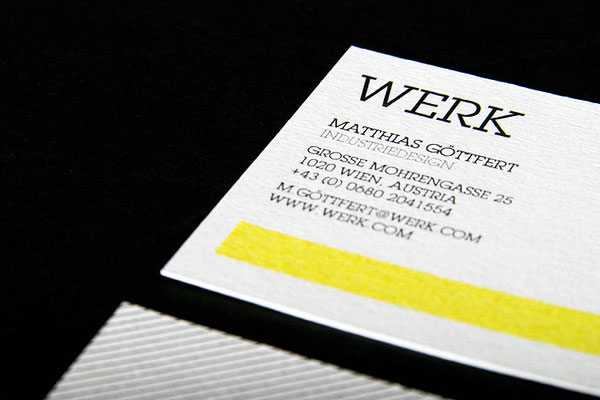 WERK
MATTHIAS GÖTTFERT
INDUSTRIEDESIGN
GROSSE MOHRENGASSE 25
1020 WIEN, AUSTRIA
+43 (0) 0680 2041554
M.GÖTTFERT@WERK.COM
WWW.WERK.COM